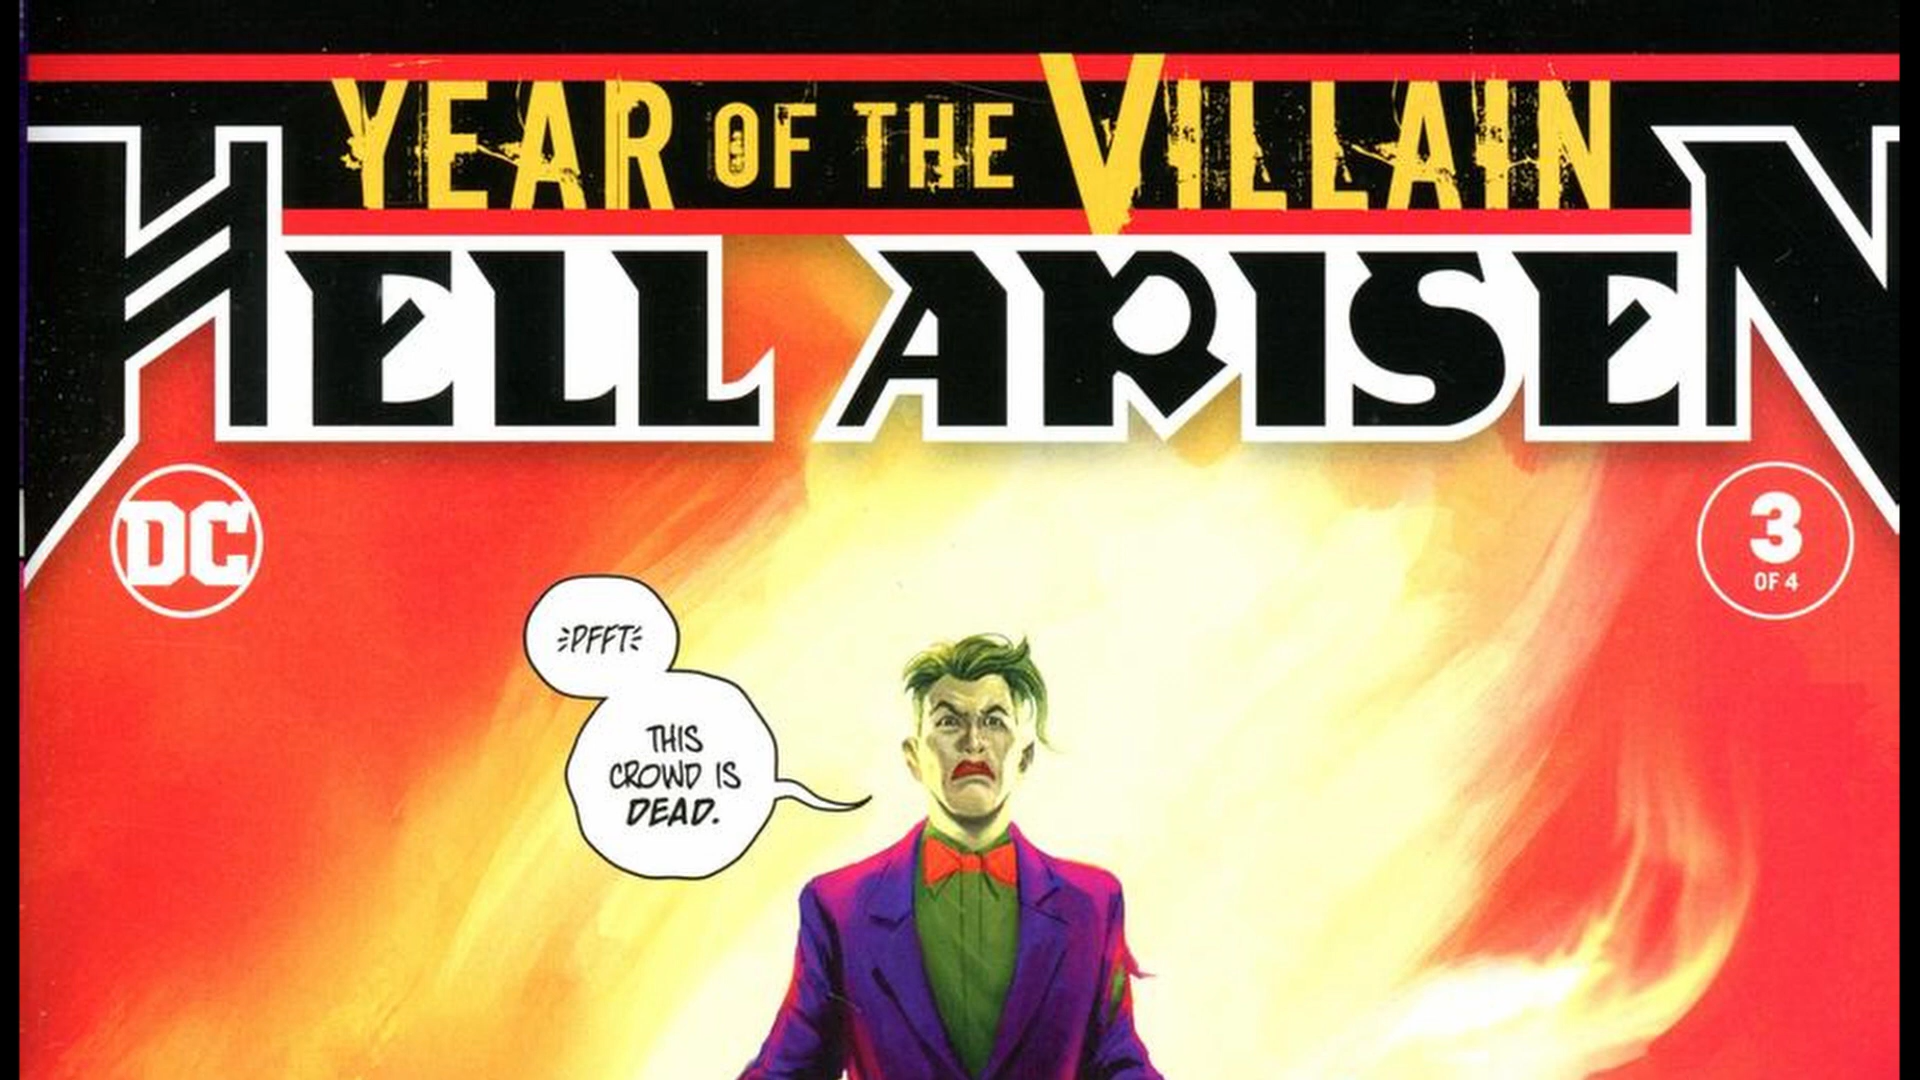 YEAR OF THE VILLAIN
HELL ARISEN
DC
3
OF 4
PFFT
THIS
CROWD IS
DEAD.